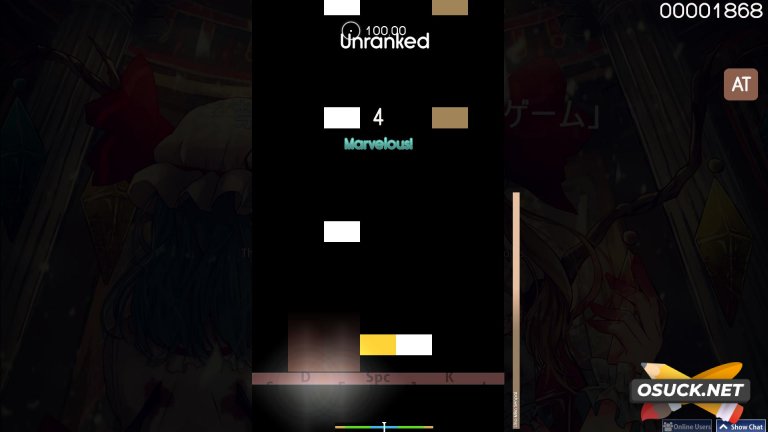 00001868
100.00
Unranked
AT
4
ゲーム」
Marvelous!
D Spc K
OSUCK.NET
Online Users
Show Chat